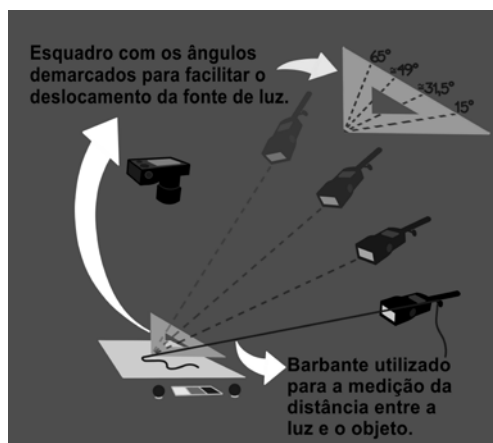 Esquadro com os ângulos
demarcados para facilitar o
deslocamento da fonte de luz.
65°
≅49°
≅31,5°
15°
Barbante utilizado
para a medição da
distância entre a
luz e o objeto.